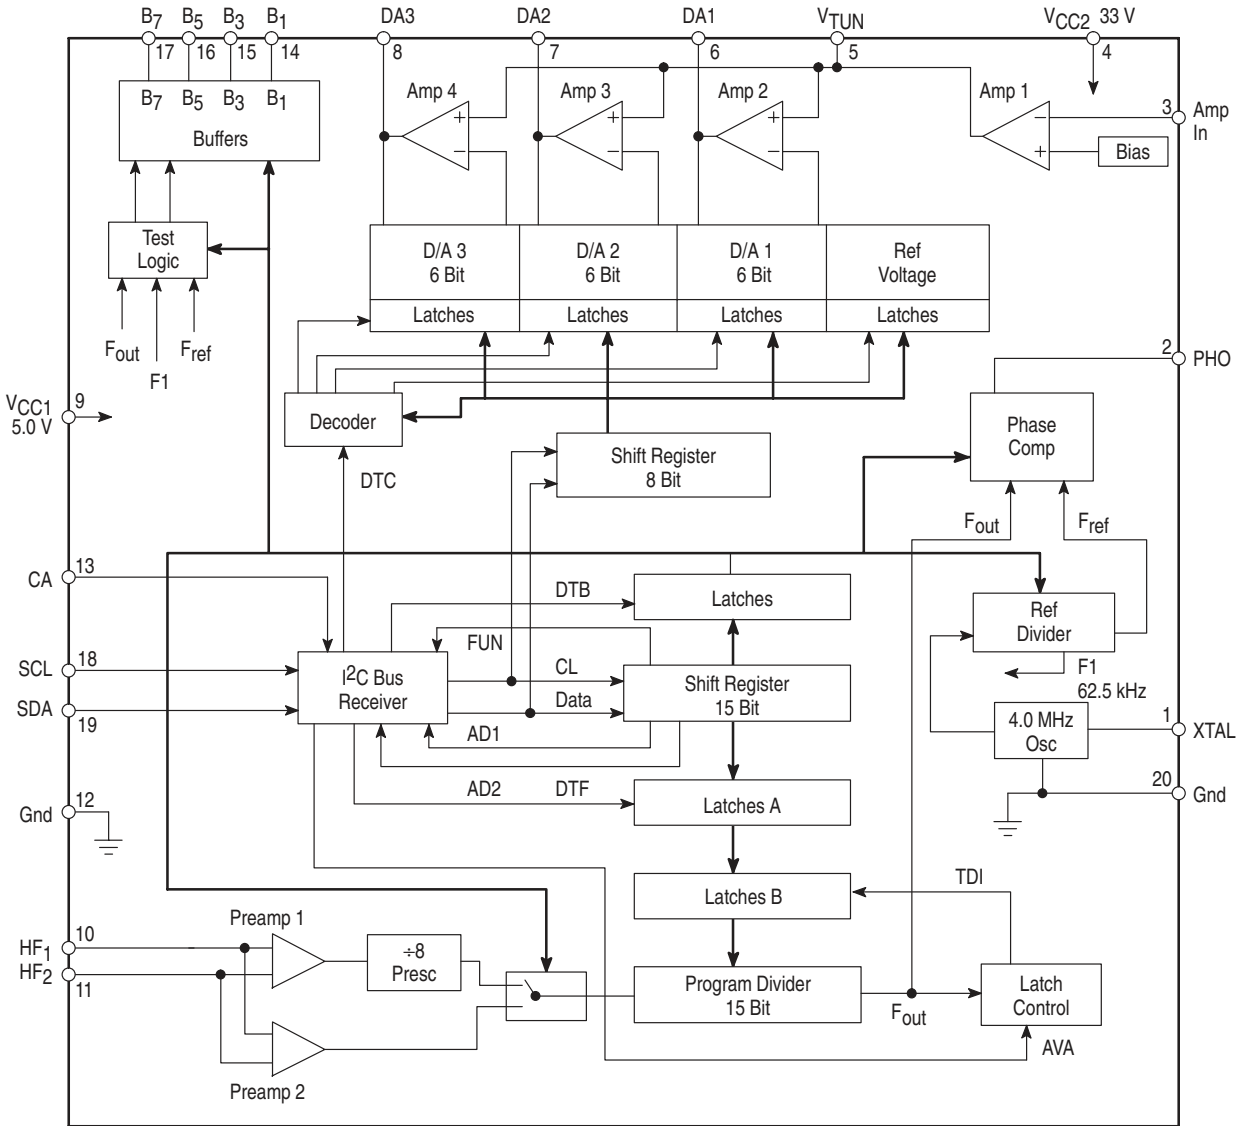 B7 B5 B3 B1 DA3 DA2 DA1 VTUN VCC2 33 V
17 16 15 14 8 7 6 5 4
B7 B5 B3 B1
Buffers
Amp 4 Amp 3 Amp 2 Amp 1
+ + + −
− − − +
3 Amp
In
Bias
Test
Logic
Fout Fref
F1
D/A 3
6 Bit
D/A 2
6 Bit
D/A 1
6 Bit
Ref
Voltage
Latches Latches Latches Latches
2 PHO
VCC1 9
5.0 V
Decoder
DTC
Shift Register
8 Bit
Phase
Comp
Fout Fref
CA 13
DTB
Latches
Ref
Divider
FUN
SCL 18
I2C Bus
Receiver
CL
Data
Shift Register
15 Bit
F1
62.5 kHz
SDA
19
AD1
4.0 MHz
Osc
1 XTAL
AD2 DTF
Latches A
20 Gnd
Gnd 12
Latches B
TDI
Preamp 1
HF1 10
HF2
11
÷8
Presc
Program Divider
15 Bit
Fout
Latch
Control
AVA
Preamp 2